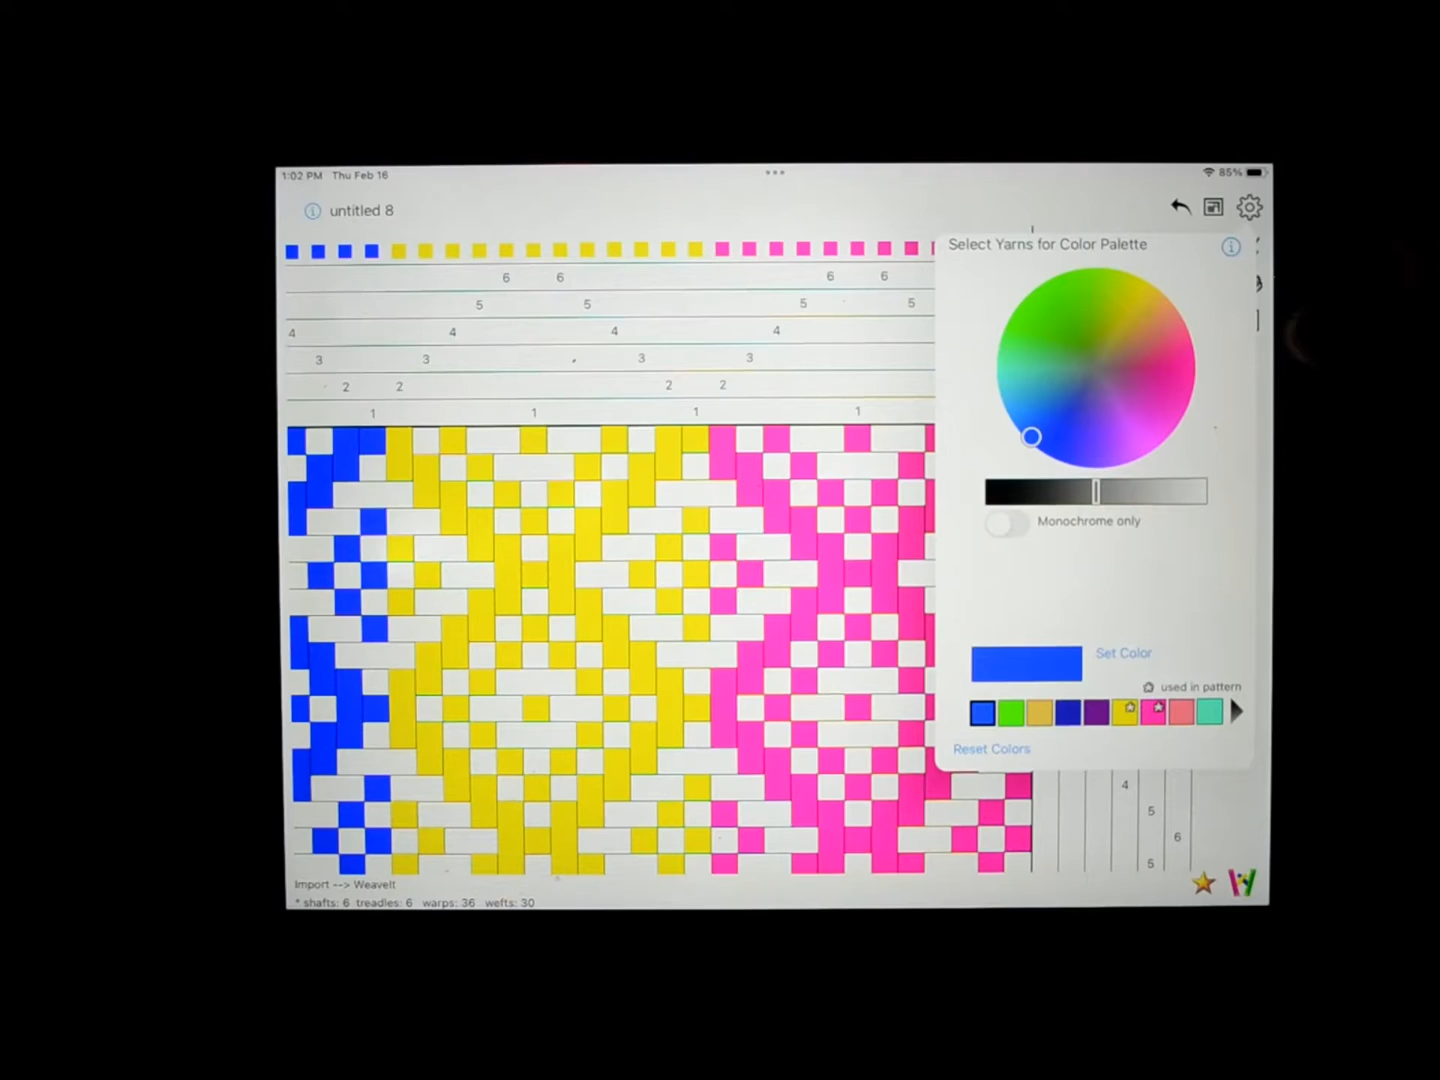 1:02 PM Thu Feb 16
85%
untitled 8
Select Yarns for Color Palette
6 6 6 6
5 5 5 5
4 4 4 4
3 3 3 3
2 2 2 2
1 1 1 1
Monochrome only
Set Color
used in pattern
Reset Colors
4
5
6
5
Import --> WeaveIt
* shafts: 6 treadles: 6 warps: 36 wefts: 30